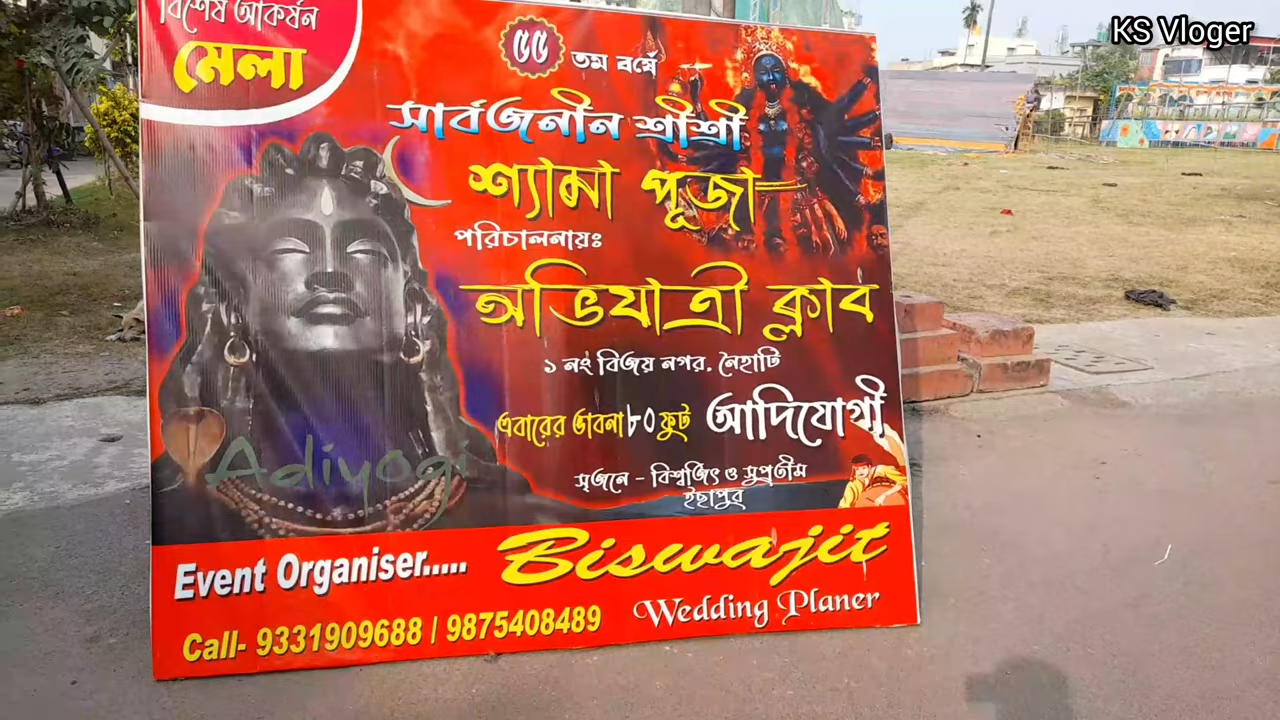 KS Vloger
বিশেষ আকর্ষন
মেলা
৫৫ তম বর্ষে
সার্বজনীন শ্রীশ্রী
শ্যামা পূজা
পরিচালনায়ঃ
অভিযাত্রী ক্লাব
১ নং বিজয় নগর, নৈহাটি
এবারের ভাবনা ৮০ ফুট আদিযোগী
সৃজনে - বিশ্বজিৎ ও সুপ্রতীম
ইছাপুর
Adiyogi
Event Organiser..... Biswajit
Wedding Planer
Call- 9331909688 / 9875408489